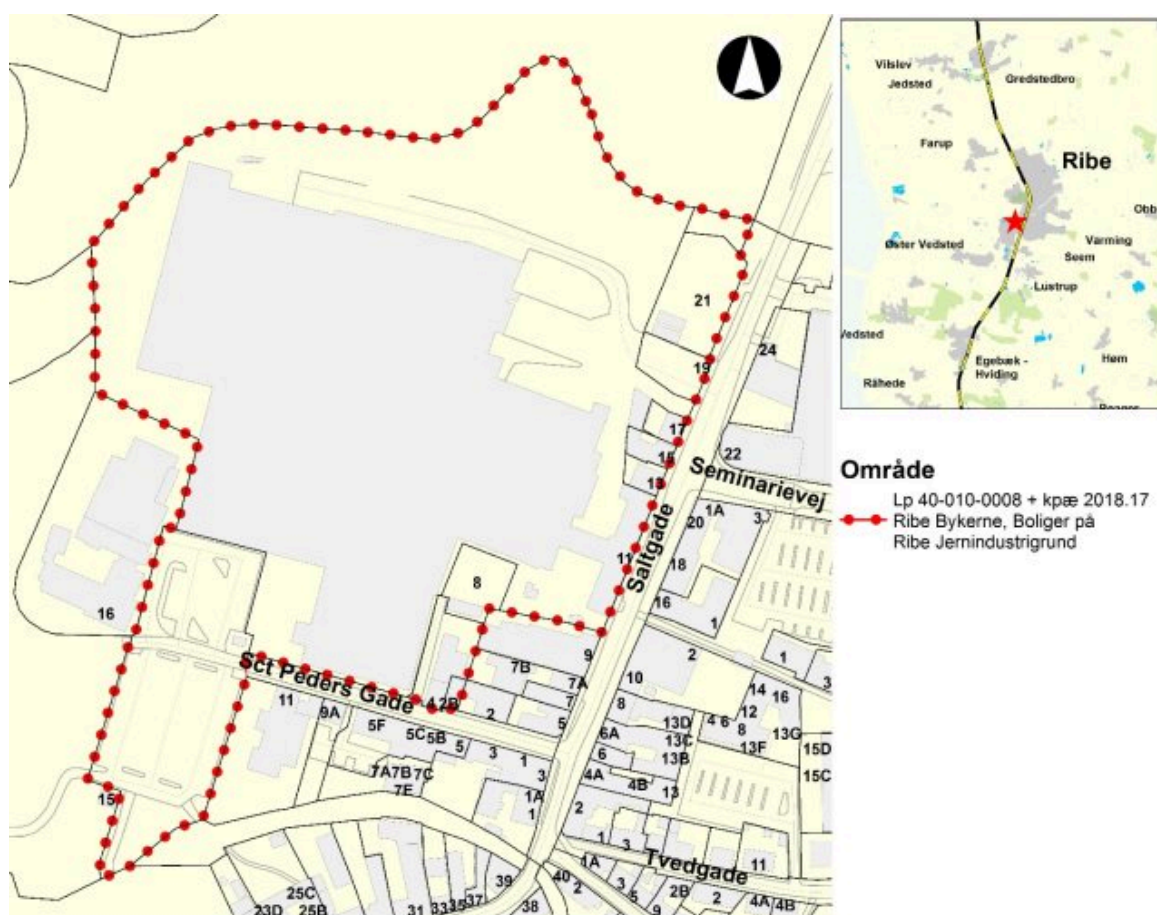 21
24
19
17
15
13
22
Seminarievej
1A
3
20
Saltgade
11
18
8
16
16
1
2
1
3
9
7B
7A
10
Sct Peders Gade
4
2B
2
7
5
8
14
16
12
4
6
8
13D
13C
13B
13G
13F
15D
15C
11
9A
5F
5C
5B
5
3
1
3
6A
6
4A
4B
13
7A
7B
7C
7E
1A
1
2
15
1
3
Tvedgade
11
1A
40
2
3
5
2B
2
4A
4B
9
39
38
37
35
33
31
25C
25B
23D
Vilslev
Jedsted
Gredstedbro
Farup
Ribe
Øster Vedsted
Varming
Seem
Lustrup
Vedsted
Egebæk -
Hviding
Høm
Råhede
Område
Lp 40-010-0008 + kpæ 2018.17
Ribe Bykerne, Boliger på
Ribe Jernindustrigrund